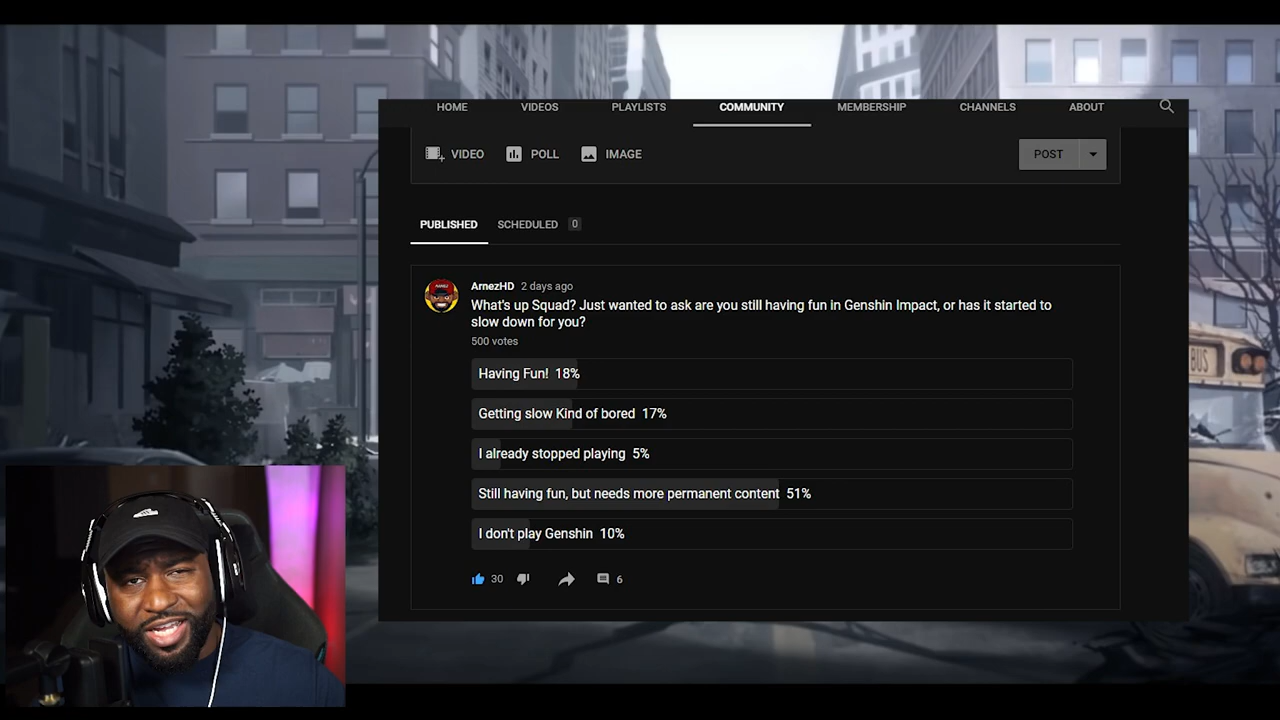 HOME VIDEOS PLAYLISTS COMMUNITY MEMBERSHIP CHANNELS ABOUT
VIDEO POLL IMAGE POST
PUBLISHED SCHEDULED 0
ArnezHD 2 days ago
What's up Squad? Just wanted to ask are you still having fun in Genshin Impact, or has it started to
slow down for you?
500 votes
Having Fun! 18%
Getting slow Kind of bored 17%
I already stopped playing 5%
Still having fun, but needs more permanent content 51%
I don't play Genshin 10%
30 6
BUS